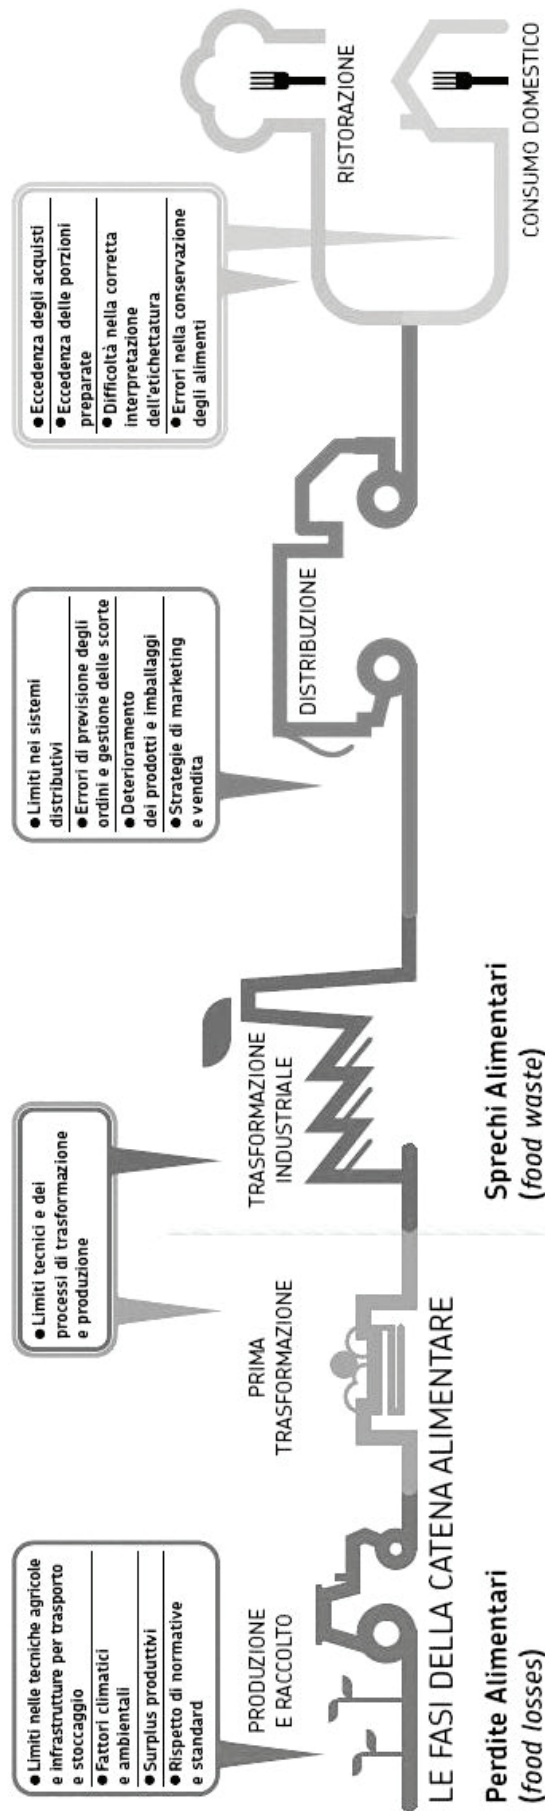 ● Limiti nelle tecniche agricole
e infrastrutture per trasporto
e stoccaggio
● Fattori climatici
e ambientali
● Surplus produttivi
● Rispetto di normative
e standard
● Limiti tecnici e dei
processi di trasformazione
e produzione
● Limiti nei sistemi
distributivi
● Errori di previsione degli
ordini e gestione delle scorte
● Deterioramento
dei prodotti e imballaggi
● Strategie di marketing
e vendita
● Eccedenza degli acquisti
● Eccedenza delle porzioni
preparate
● Difficoltà nella corretta
interpretazione
dell'etichettatura
● Errori nella conservazione
degli alimenti
PRODUZIONE
E RACCOLTO
PRIMA
TRASFORMAZIONE
TRASFORMAZIONE
INDUSTRIALE
DISTRIBUZIONE
RISTORAZIONE
CONSUMO DOMESTICO
LE FASI DELLA CATENA ALIMENTARE
Perdite Alimentari
(food losses)
Sprechi Alimentari
(food waste)